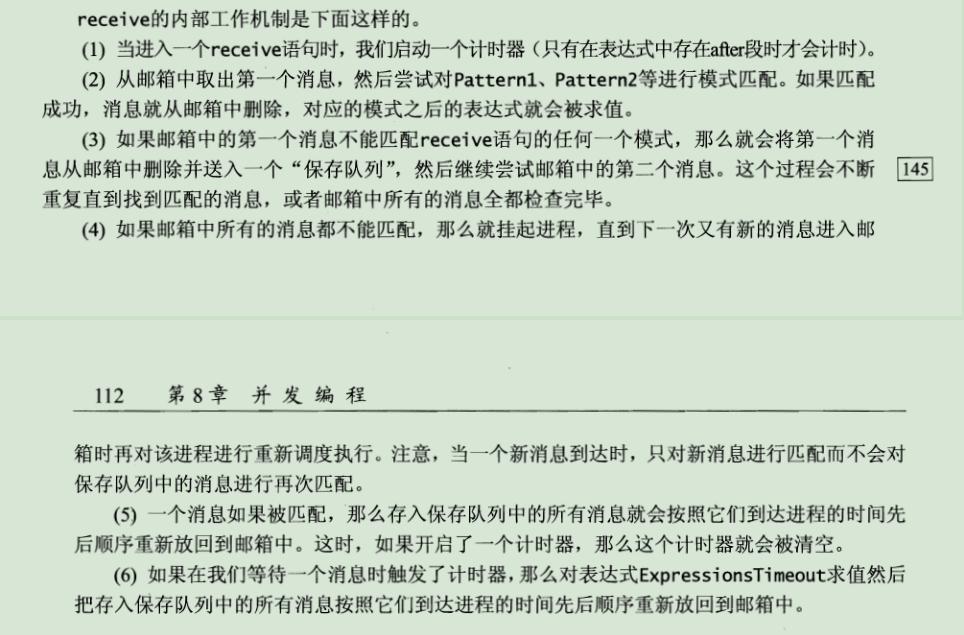 receive的内部工作机制是下面这样的。
(1) 当进入一个receive语句时，我们启动一个计时器（只有在表达式中存在after段时才会计时）。
(2) 从邮箱中取出第一个消息，然后尝试对Pattern1、Pattern2等进行模式匹配。如果匹配
成功，消息就从邮箱中删除，对应的模式之后的表达式就会被求值。
(3) 如果邮箱中的第一个消息不能匹配receive语句的任何一个模式，那么就会将第一个消
息从邮箱中删除并送入一个“保存队列”，然后继续尝试邮箱中的第二个消息。这个过程会不断
145
重复直到找到匹配的消息，或者邮箱中所有的消息全都检查完毕。
(4) 如果邮箱中所有的消息都不能匹配，那么就挂起进程，直到下一次又有新的消息进入邮
112 第8章 并发编程
箱时再对该进程进行重新调度执行。注意，当一个新消息到达时，只对新消息进行匹配而不会对
保存队列中的消息进行再次匹配。
(5) 一个消息如果被匹配，那么存入保存队列中的所有消息就会按照它们到达进程的时间先
后顺序重新放回到邮箱中。这时，如果开启了一个计时器，那么这个计时器就会被清空。
(6) 如果在我们等待一个消息时触发了计时器，那么对表达式ExpressionsTimeout求值然后
把存入保存队列中的所有消息按照它们到达进程的时间先后顺序重新放回到邮箱中。